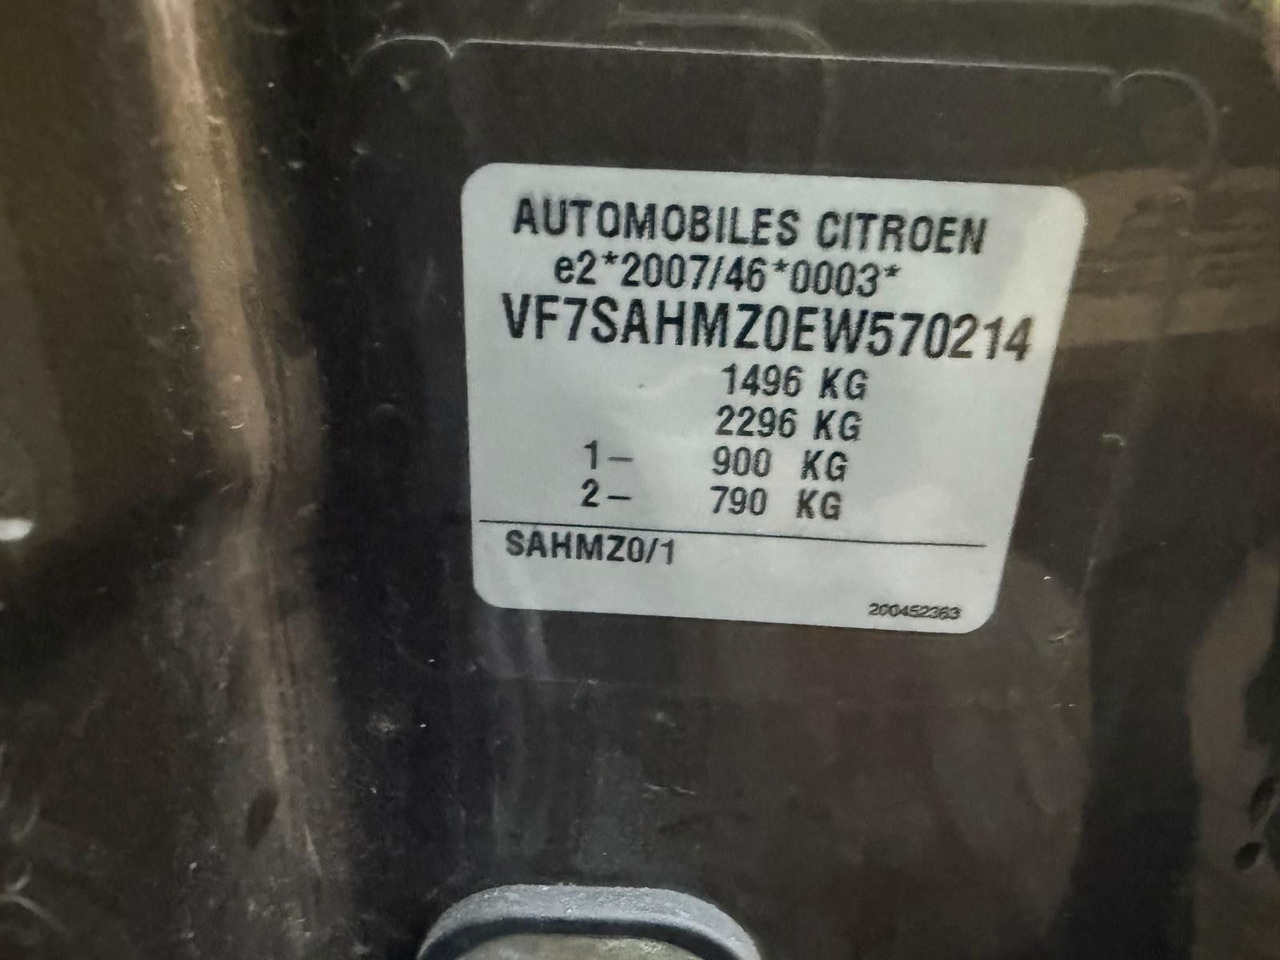 AUTOMOBILES CITROEN
e2*2007/46*0003*
VF7SAHMZ0EW570214
1496 KG
2296 KG
1- 900 KG
2- 790 KG
SAHMZ0/1
200452363